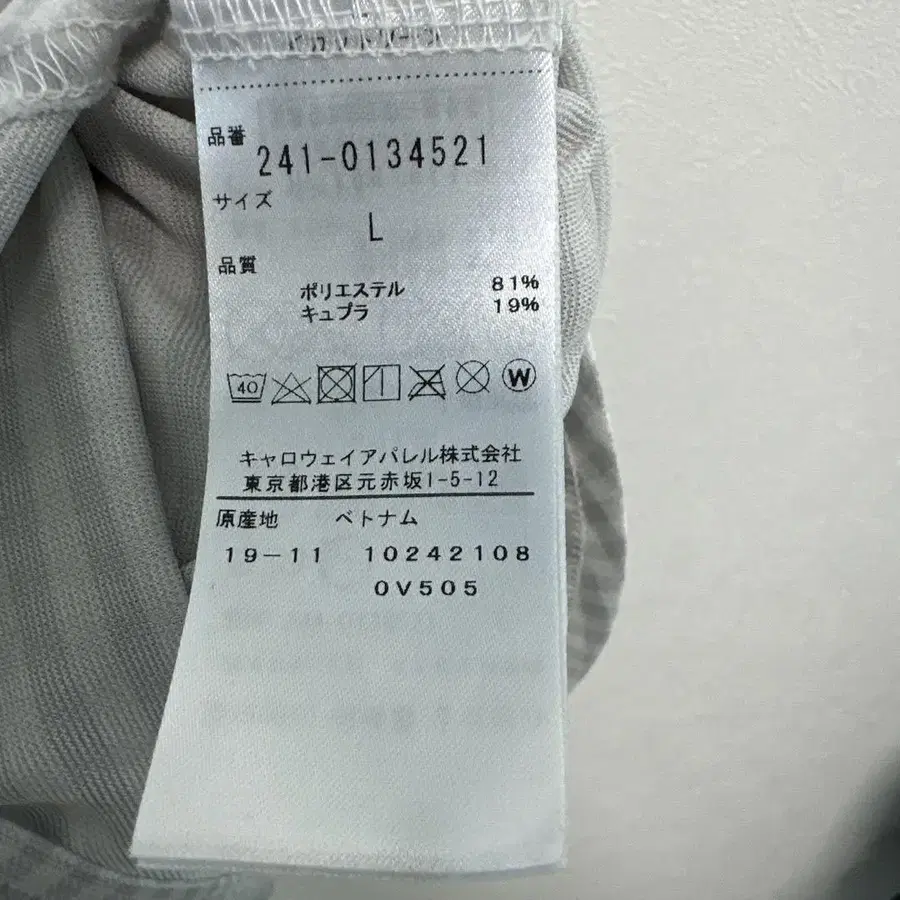 品番
241-0134521
サイズ
L
品質
ポリエステル 81%
キュプラ 19%
40 W
キャロウェイアパレル株式会社
東京都港区元赤坂1-5-12
原産地 ベトナム
19-11 10242108
0V505